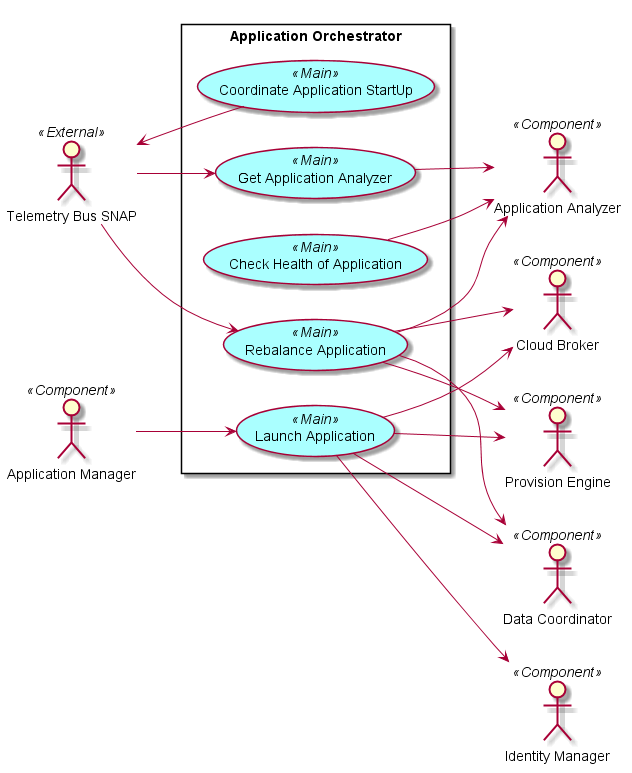 Application Orchestrator
«Main»
Coordinate Application StartUp
«External»
Telemetry Bus SNAP
«Main»
Get Application Analyzer
«Component»
Application Analyzer
«Main»
Check Health of Application
«Component»
Cloud Broker
«Main»
Rebalance Application
«Component»
Application Manager
«Main»
Launch Application
«Component»
Provision Engine
«Component»
Data Coordinator
«Component»
Identity Manager